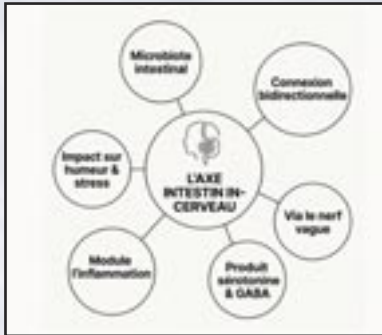 Microbiote
intestinal
Connexion
bidirectionnelle
Impact sur
humeur &
stress
L'AXE
INTESTIN IN-
CERVEAU
Via le nerf
vague
Module
l'inflammation
Produit
sérotonine
& GABA